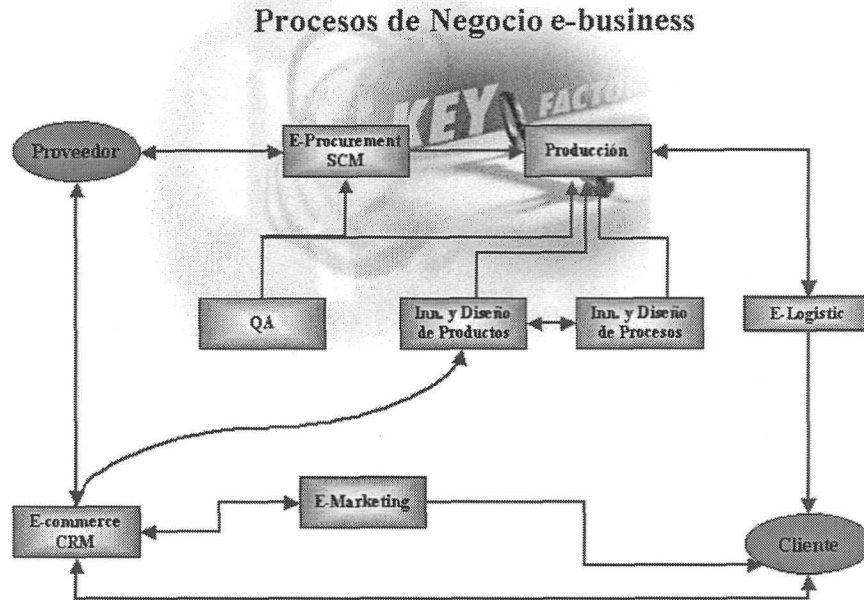 Procesos de Negocio e-business
KEY FACTO
Proveedor
E-Procurement
SCM
Producción
QA
Inn. y Diseño
de Productos
Inn. y Diseño
de Procesos
E-Logistic
E-commerce
CRM
E-Marketing
Cliente